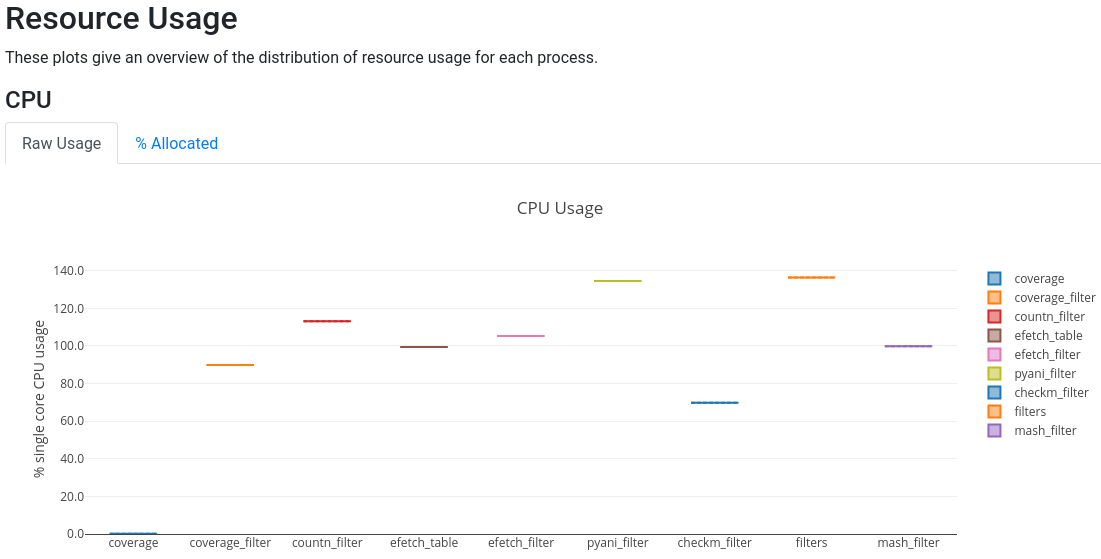 Resource Usage
These plots give an overview of the distribution of resource usage for each process.
CPU
Raw Usage % Allocated
CPU Usage
% single core CPU usage
140.0
120.0
100.0
80.0
60.0
40.0
20.0
0.0
coverage coverage_filter countn_filter efetch_table efetch_filter pyani_filter checkm_filter filters mash_filter
coverage
coverage_filter
countn_filter
efetch_table
efetch_filter
pyani_filter
checkm_filter
filters
mash_filter